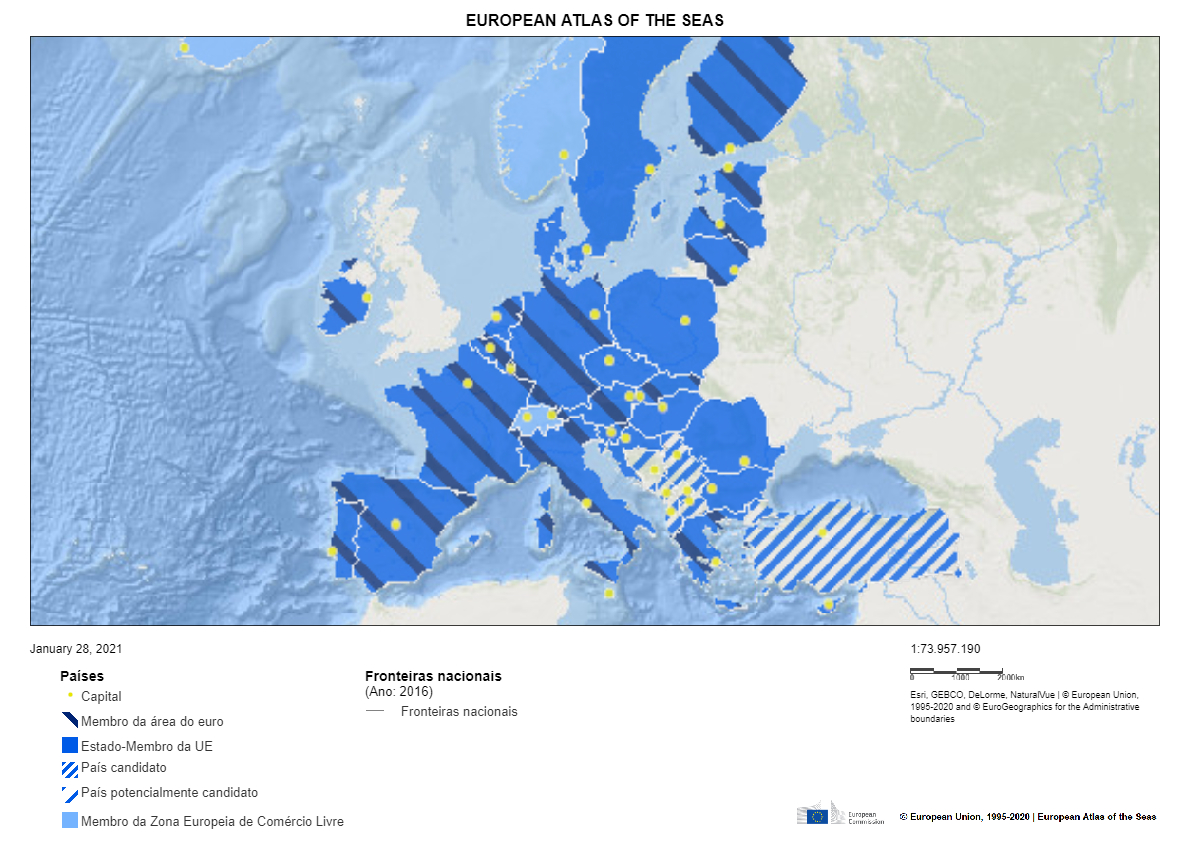 EUROPEAN ATLAS OF THE SEAS
January 28, 2021
1:73.957.190
0 1000 2000km
Esri, GEBCO, DeLorme, NaturalVue | © European Union,
1995-2020 and © EuroGeographics for the Administrative
boundaries
Países
Capital
Membro da área do euro
Estado-Membro da UE
País candidato
País potencialmente candidato
Membro da Zona Europeia de Comércio Livre
Fronteiras nacionais
(Ano: 2016)
Fronteiras nacionais
European
Commission
© European Union, 1995-2020 | European Atlas of the Seas